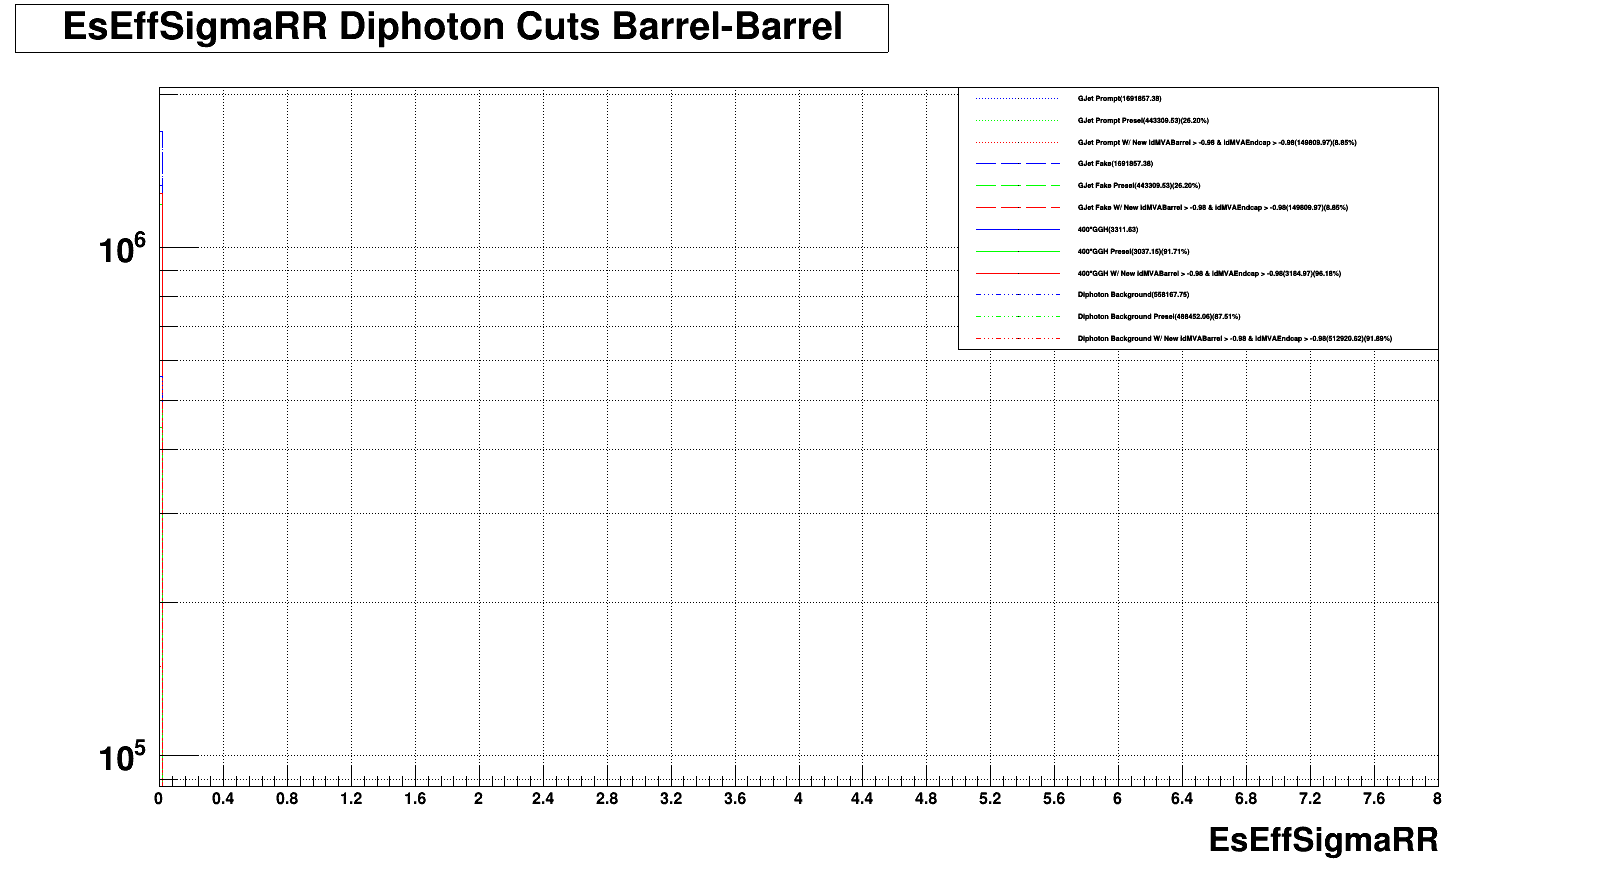 EsEffSigmaRR Diphoton Cuts Barrel-Barrel
GJet Prompt(1691857.38)
GJet Prompt Presel(443309.53)(26.20%)
GJet Prompt W/ New IdMVABarrel > -0.98 & IdMVAEndcap > -0.98(149809.97)(8.85%)
GJet Fake(1691857.38)
GJet Fake Presel(443309.53)(26.20%)
GJet Fake W/ New IdMVABarrel > -0.98 & IdMVAEndcap > -0.98(149809.97)(8.85%)
400*GGH(3311.63)
400*GGH Presel(3037.15)(91.71%)
400*GGH W/ New IdMVABarrel > -0.98 & IdMVAEndcap > -0.98(3184.97)(96.18%)
Diphoton Background(558167.75)
Diphoton Background Presel(488452.06)(87.51%)
Diphoton Background W/ New IdMVABarrel > -0.98 & IdMVAEndcap > -0.98(512920.62)(91.89%)
10^6
10^5
0 0.4 0.8 1.2 1.6 2 2.4 2.8 3.2 3.6 4 4.4 4.8 5.2 5.6 6 6.4 6.8 7.2 7.6 8
EsEffSigmaRR